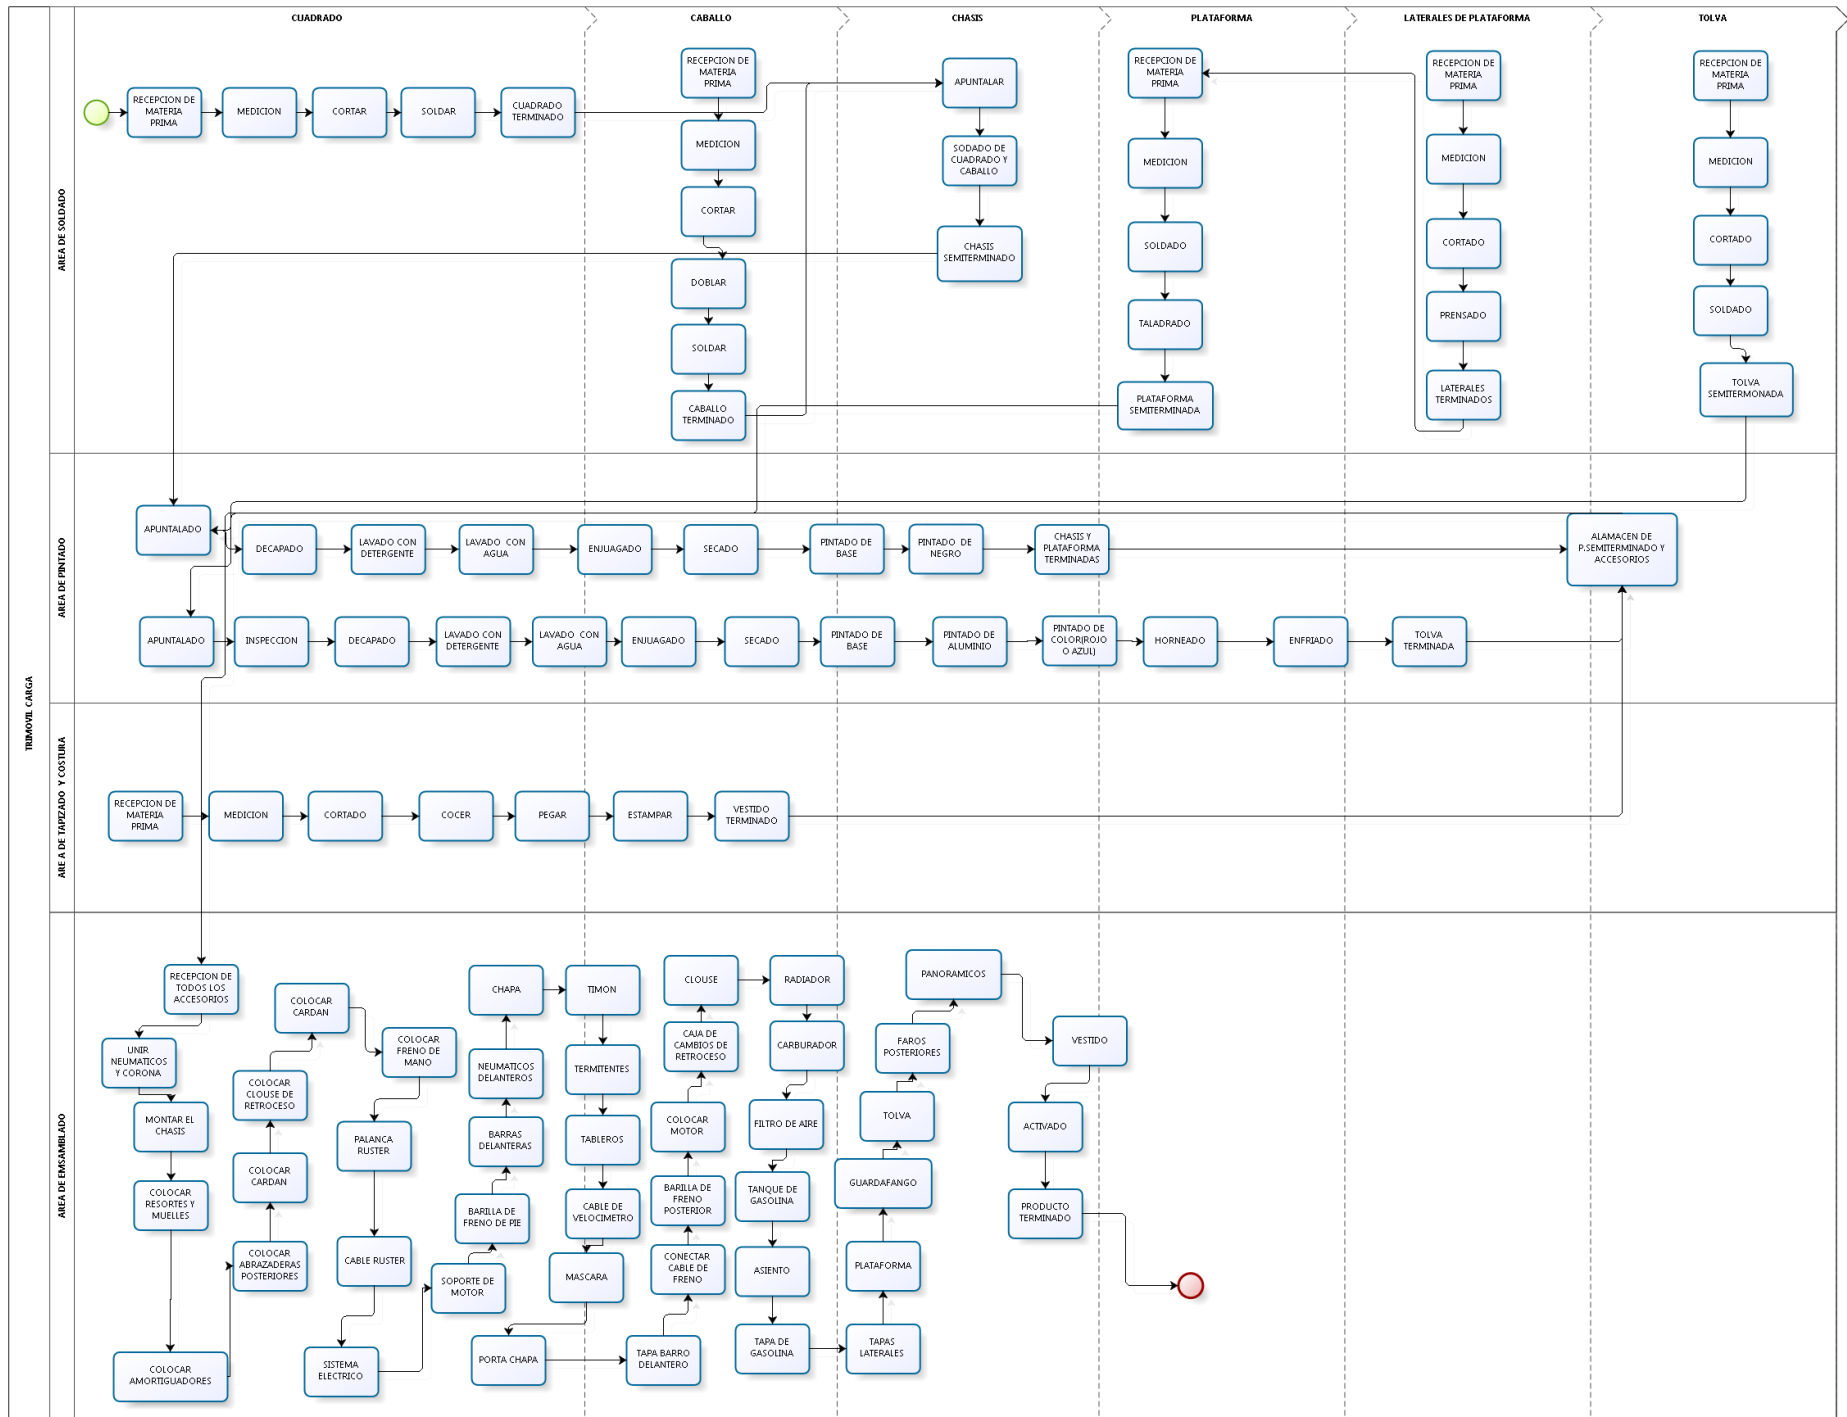 CUADRADO
CABALLO
CHASIS
PLATAFORMA
LATERALES DE PLATAFORMA
TOLVA
TRIMOVIL CARGA
AREA DE SOLDADO
RECEPCION DE
MATERIA
PRIMA
MEDICION
CORTAR
SOLDAR
CUADRADO
TERMINADO
RECEPCION DE
MATERIA
PRIMA
MEDICION
CORTAR
DOBLAR
SOLDAR
CABALLO
TERMINADO
APUNTALAR
SODADO DE
CUADRADO Y
CABALLO
CHASIS
SEMITERMINADO
RECEPCION DE
MATERIA
PRIMA
MEDICION
SOLDADO
TALADRADO
PLATAFORMA
SEMITERMINADA
RECEPCION DE
MATERIA
PRIMA
MEDICION
CORTADO
PRENSADO
LATERALES
TERMINADOS
RECEPCION DE
MATERIA
PRIMA
MEDICION
CORTADO
SOLDADO
TOLVA
SEMITERMONADA
AREA DE PINTADO
APUNTALADO
DECAPADO
LAVADO CON
DETERGENTE
LAVADO CON
AGUA
ENJUAGADO
SECADO
PINTADO DE
BASE
PINTADO DE
NEGRO
CHASIS Y
PLATAFORMA
TERMINADAS
ALAMACEN DE
P.SEMITERMINADO Y
ACCESORIOS
APUNTALADO
INSPECCION
DECAPADO
LAVADO CON
DETERGENTE
LAVADO CON
AGUA
ENJUAGADO
SECADO
PINTADO DE
BASE
PINTADO DE
ALUMINIO
PINTADO DE
COLOR(ROJO
O AZUL)
HORNEADO
ENFRIADO
TOLVA
TERMINADA
ARE A DE TAPIZADO Y COSTURA
RECEPCION DE
MATERIA
PRIMA
MEDICION
CORTADO
COCER
PEGAR
ESTAMPAR
VESTIDO
TERMINADO
AREA DE EMSAMBLADO
RECEPCION DE
TODOS LOS
ACCESORIOS
UNIR
NEUMATICOS
Y CORONA
MONTAR EL
CHASIS
COLOCAR
RESORTES Y
MUELLES
COLOCAR
AMORTIGUADORES
COLOCAR
ABRAZADERAS
POSTERIORES
COLOCAR
CARDAN
COLOCAR
CLOUSE DE
RETROCESO
COLOCAR
CARDAN
COLOCAR
FRENO DE
MANO
PALANCA
RUSTER
CABLE RUSTER
SISTEMA
ELECTRICO
SOPORTE DE
MOTOR
BARILLA DE
FRENO DE PIE
BARRAS
DELANTERAS
NEUMATICOS
DELANTEROS
CHAPA
TIMON
TERMITENTES
TABLEROS
CABLE DE
VELOCIMETRO
MASCARA
PORTA CHAPA
TAPA BARRO
DELANTERO
CONECTAR
CABLE DE
FRENO
BARILLA DE
FRENO
POSTERIOR
COLOCAR
MOTOR
CAJA DE
CAMBIOS DE
RETROCESO
CLOUSE
RADIADOR
CARBURADOR
FILTRO DE AIRE
TANQUE DE
GASOLINA
ASIENTO
TAPA DE
GASOLINA
TAPAS
LATERALES
PLATAFORMA
GUARDAFANGO
TOLVA
FAROS
POSTERIORES
PANORAMICOS
VESTIDO
ACTIVADO
PRODUCTO
TERMINADO